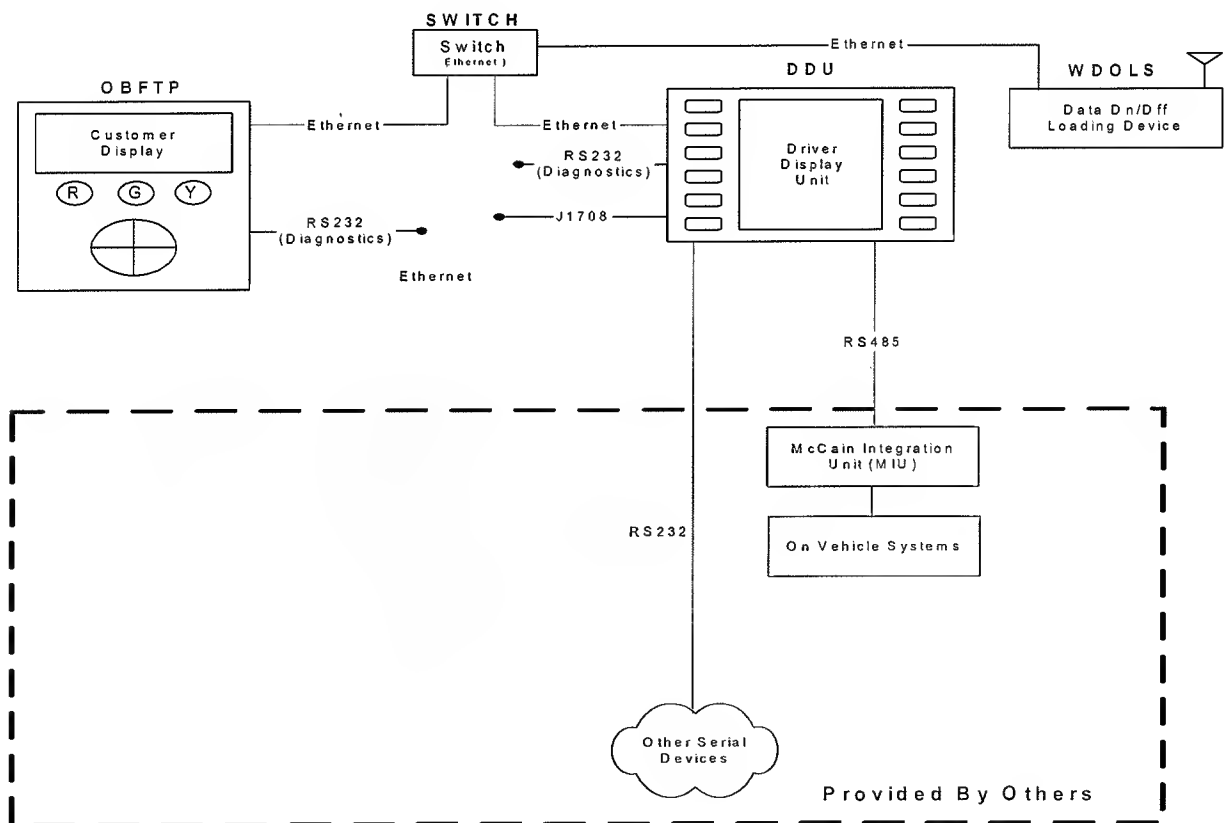 SWITCH
Switch
Ethernet)
Ethernet
DDU
WDOLS
OBFTP
Customer
Display
Ethernet
Ethernet
Data Dn/Dff
Loading Device
Driver
Display
Unit
RS232
(Diagnostics)
R G Y
J1708
RS232
(Diagnostics)
Ethernet
RS485
McCain Integration
Unit (MIU)
RS232
On Vehicle Systems
Other Serial
Devices
Provided By Others